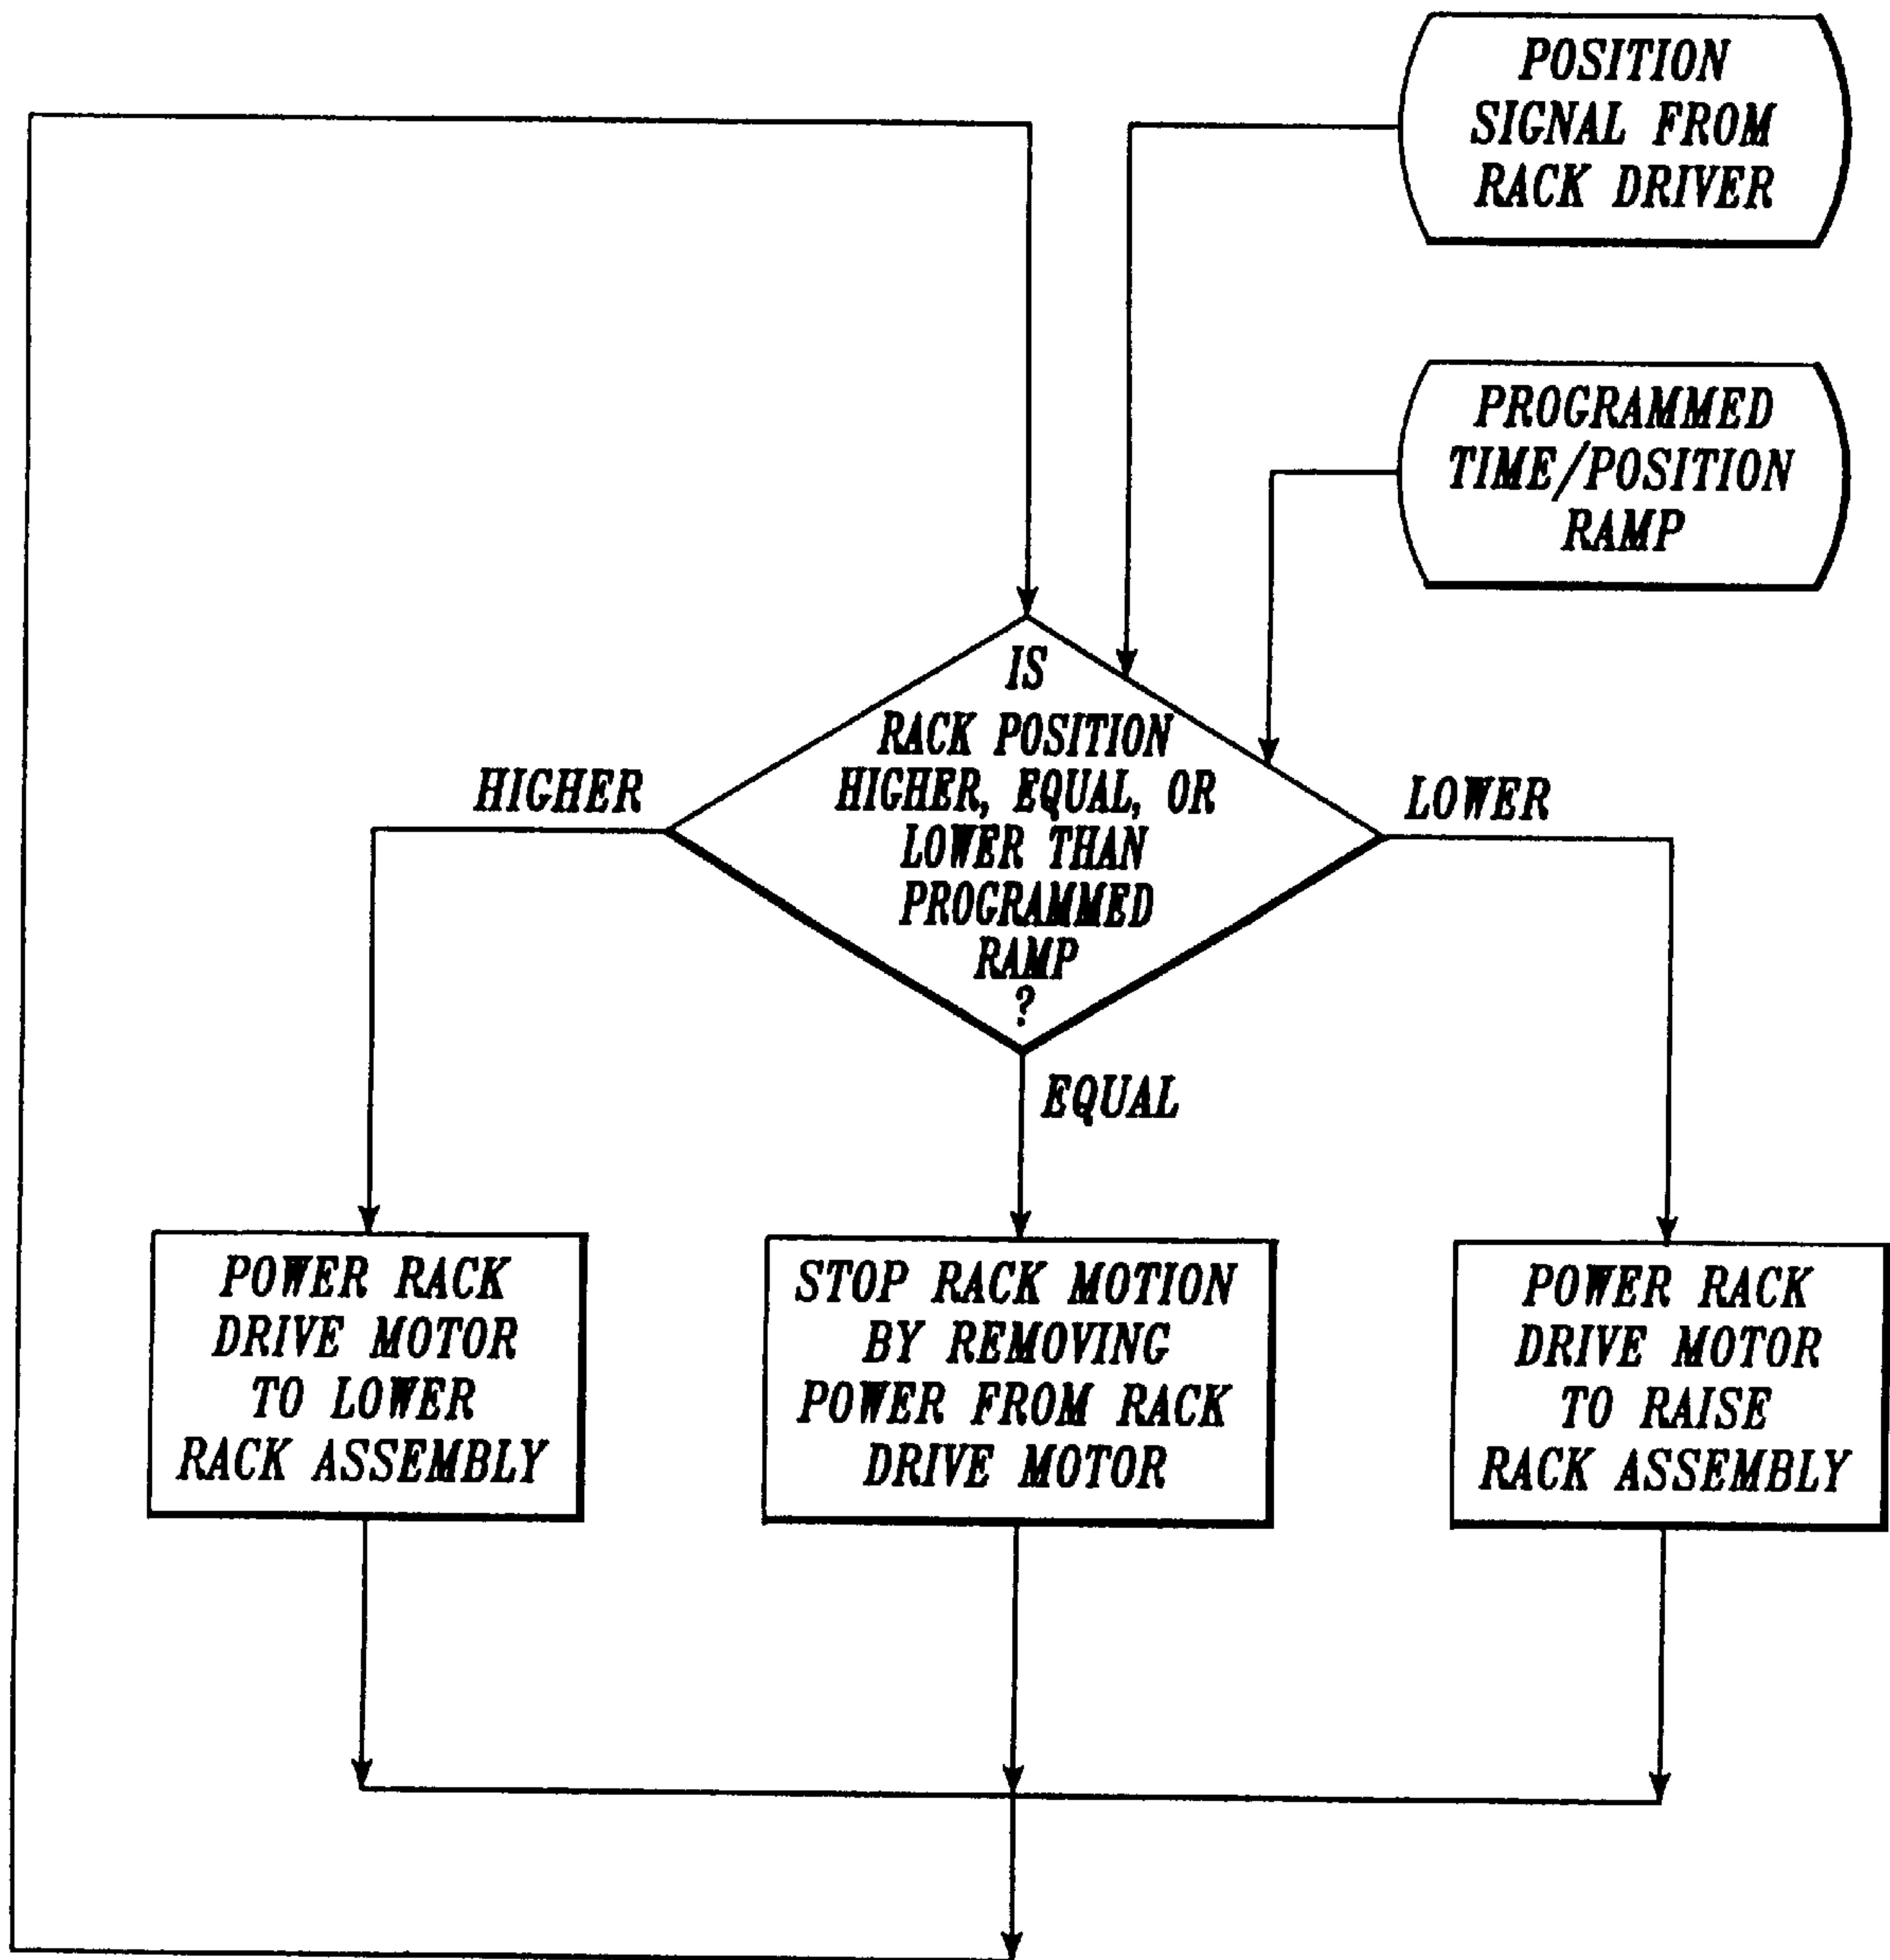 POSITION
SIGNAL FROM
RACK DRIVER
PROGRAMMED
TIME/POSITION
RAMP
IS
RACK POSITION
HIGHER, EQUAL, OR
LOWER THAN
PROGRAMMED
RAMP
?
HIGHER
LOWER
EQUAL
POWER RACK
DRIVE MOTOR
TO LOWER
RACK ASSEMBLY
STOP RACK MOTION
BY REMOVING
POWER FROM RACK
DRIVE MOTOR
POWER RACK
DRIVE MOTOR
TO RAISE
RACK ASSEMBLY